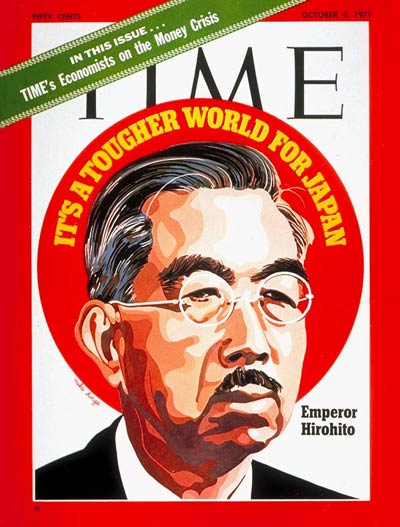 FIFTY CENTS
OCTOBER 4, 1971
IN THIS ISSUE...
TIME's Economists on the Money Crisis
TIME
IT'S A TOUGHER WORLD FOR JAPAN
Emperor
Hirohito